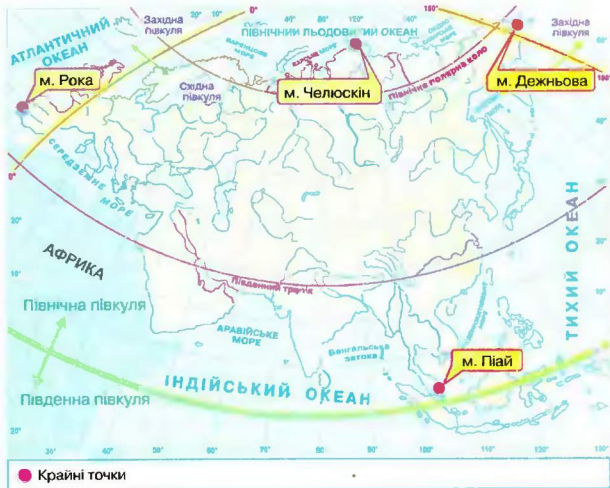 Західна
півкуля
ПІВНІЧНИЙ ЛЬОДОВИТИЙ ОКЕАН
Західна
півкуля
АТЛАНТИЧНИЙ
ОКЕАН
м. Рока
Східна
півкуля
м. Челюскін
Північне полярне коло
м. Дежньова
СЕРЕДЗЕМНЕ МОРЕ
АФРИКА
Південний тропік
ТИХИЙ ОКЕАН
Північна півкуля
АРАВІЙСЬКЕ
МОРЕ
Бенгальська
затока
м. Піай
ІНДІЙСЬКИЙ ОКЕАН
Південна півкуля
Крайні точки